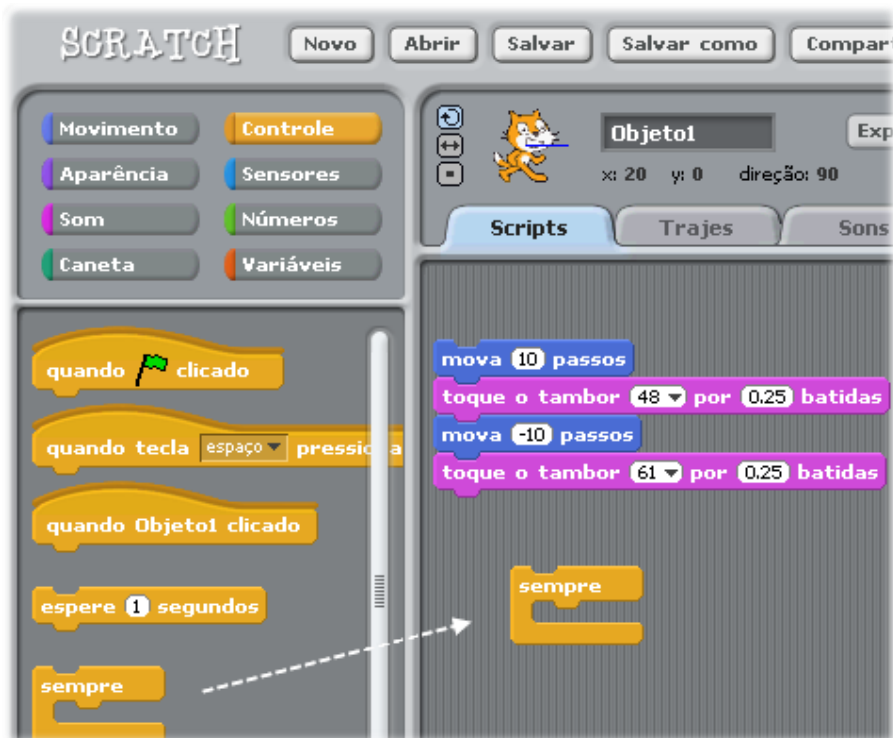 SCRATCH Novo Abrir Salvar Salvar como Compar
Movimento Controle
Aparência Sensores
Som Números
Caneta Variáveis
Objeto1 Exp
x: 20 y: 0 direção: 90
Scripts Trajes Sons
quando clicado
quando tecla espaço pressio a
quando Objeto1 clicado
espere 1 segundos
sempre
mova 10 passos
toque o tambor 48 por 0.25 batidas
mova -10 passos
toque o tambor 61 por 0.25 batidas
sempre